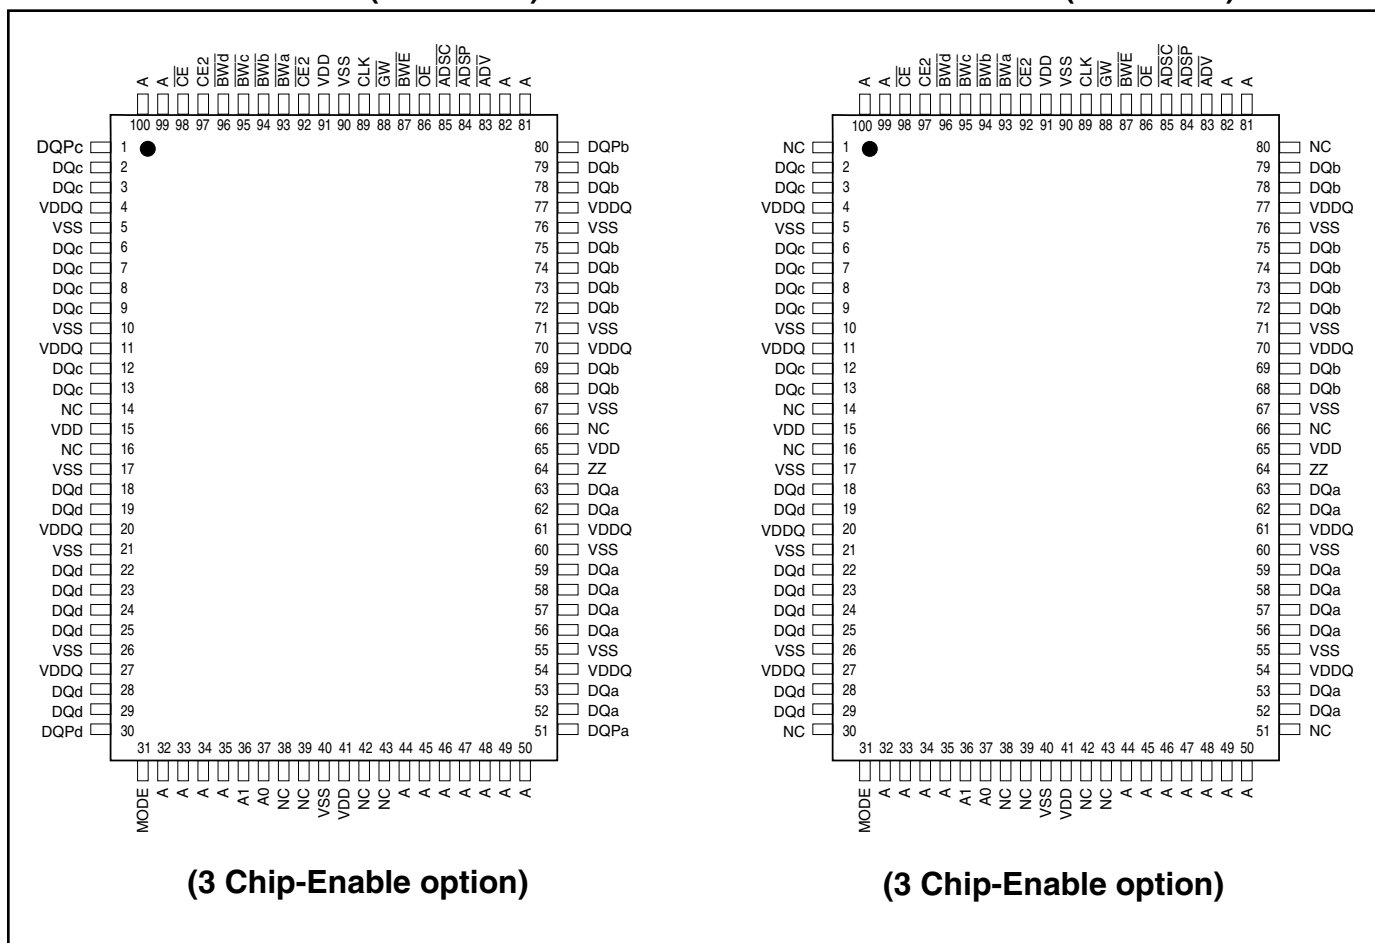 A A CE CE2 BWd BWc BWb BWa CE2 VDD VSS CLK GW BWE OE ADSC ADSP ADV A A
100 99 98 97 96 95 94 93 92 91 90 89 88 87 86 85 84 83 82 81
DQPc 1 80 DQPb
DQc 2 79 DQb
DQc 3 78 DQb
VDDQ 4 77 VDDQ
VSS 5 76 VSS
DQc 6 75 DQb
DQc 7 74 DQb
DQc 8 73 DQb
DQc 9 72 DQb
VSS 10 71 VSS
VDDQ 11 70 VDDQ
DQc 12 69 DQb
DQc 13 68 DQb
NC 14 67 VSS
VDD 15 66 NC
NC 16 65 VDD
VSS 17 64 ZZ
DQd 18 63 DQa
DQd 19 62 DQa
VDDQ 20 61 VDDQ
VSS 21 60 VSS
DQd 22 59 DQa
DQd 23 58 DQa
DQd 24 57 DQa
DQd 25 56 DQa
VSS 26 55 VSS
VDDQ 27 54 VDDQ
DQd 28 53 DQa
DQd 29 52 DQa
DQPd 30 51 DQPa
31 32 33 34 35 36 37 38 39 40 41 42 43 44 45 46 47 48 49 50
MODE A A A A A1 A0 NC NC VSS VDD NC NC A A A A A A A
(3 Chip-Enable option)
A A CE CE2 BWd BWc BWb BWa CE2 VDD VSS CLK GW BWE OE ADSC ADSP ADV A A
100 99 98 97 96 95 94 93 92 91 90 89 88 87 86 85 84 83 82 81
NC 1 80 NC
DQc 2 79 DQb
DQc 3 78 DQb
VDDQ 4 77 VDDQ
VSS 5 76 VSS
DQc 6 75 DQb
DQc 7 74 DQb
DQc 8 73 DQb
DQc 9 72 DQb
VSS 10 71 VSS
VDDQ 11 70 VDDQ
DQc 12 69 DQb
DQc 13 68 DQb
NC 14 67 VSS
VDD 15 66 NC
NC 16 65 VDD
VSS 17 64 ZZ
DQd 18 63 DQa
DQd 19 62 DQa
VDDQ 20 61 VDDQ
VSS 21 60 VSS
DQd 22 59 DQa
DQd 23 58 DQa
DQd 24 57 DQa
DQd 25 56 DQa
VSS 26 55 VSS
VDDQ 27 54 VDDQ
DQd 28 53 DQa
DQd 29 52 DQa
NC 30 51 NC
31 32 33 34 35 36 37 38 39 40 41 42 43 44 45 46 47 48 49 50
MODE A A A A A1 A0 NC NC VSS VDD NC NC A A A A A A A
(3 Chip-Enable option)